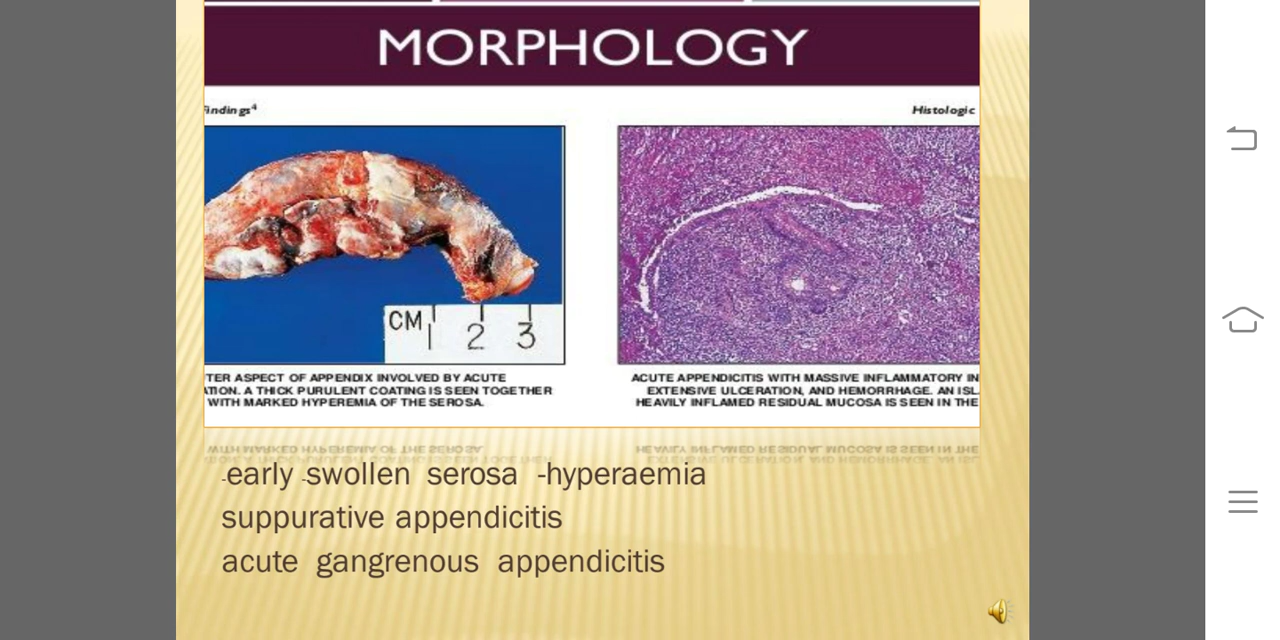 MORPHOLOGY
findings4
Histologic
CM 1 2 3
TER ASPECT OF APPENDIX INVOLVED BY ACUTE
ATION. A THICK PURULENT COATING IS SEEN TOGETHER
WITH MARKED HYPEREMIA OF THE SEROSA.
ACUTE APPENDICITIS WITH MASSIVE INFLAMMATORY IN
EXTENSIVE ULCERATION, AND HEMORRHAGE. AN ISL
HEAVILY INFLAMED RESIDUAL MUCOSA IS SEEN IN THE
-early -swollen serosa -hyperaemia
suppurative appendicitis
acute gangrenous appendicitis